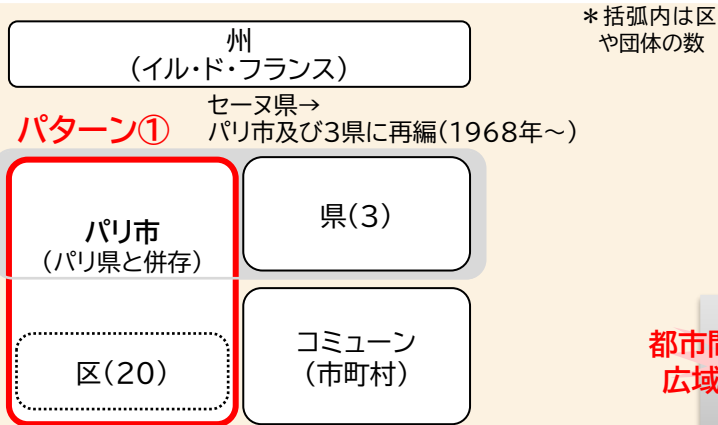 州
(イル・ド・フランス)
＊括弧内は区
や団体の数
パターン①
セーヌ県→
パリ市及び3県に再編(1968年～)
パリ市
(パリ県と併存)
県(3)
区(20)
コミューン
(市町村)
都市間
広域